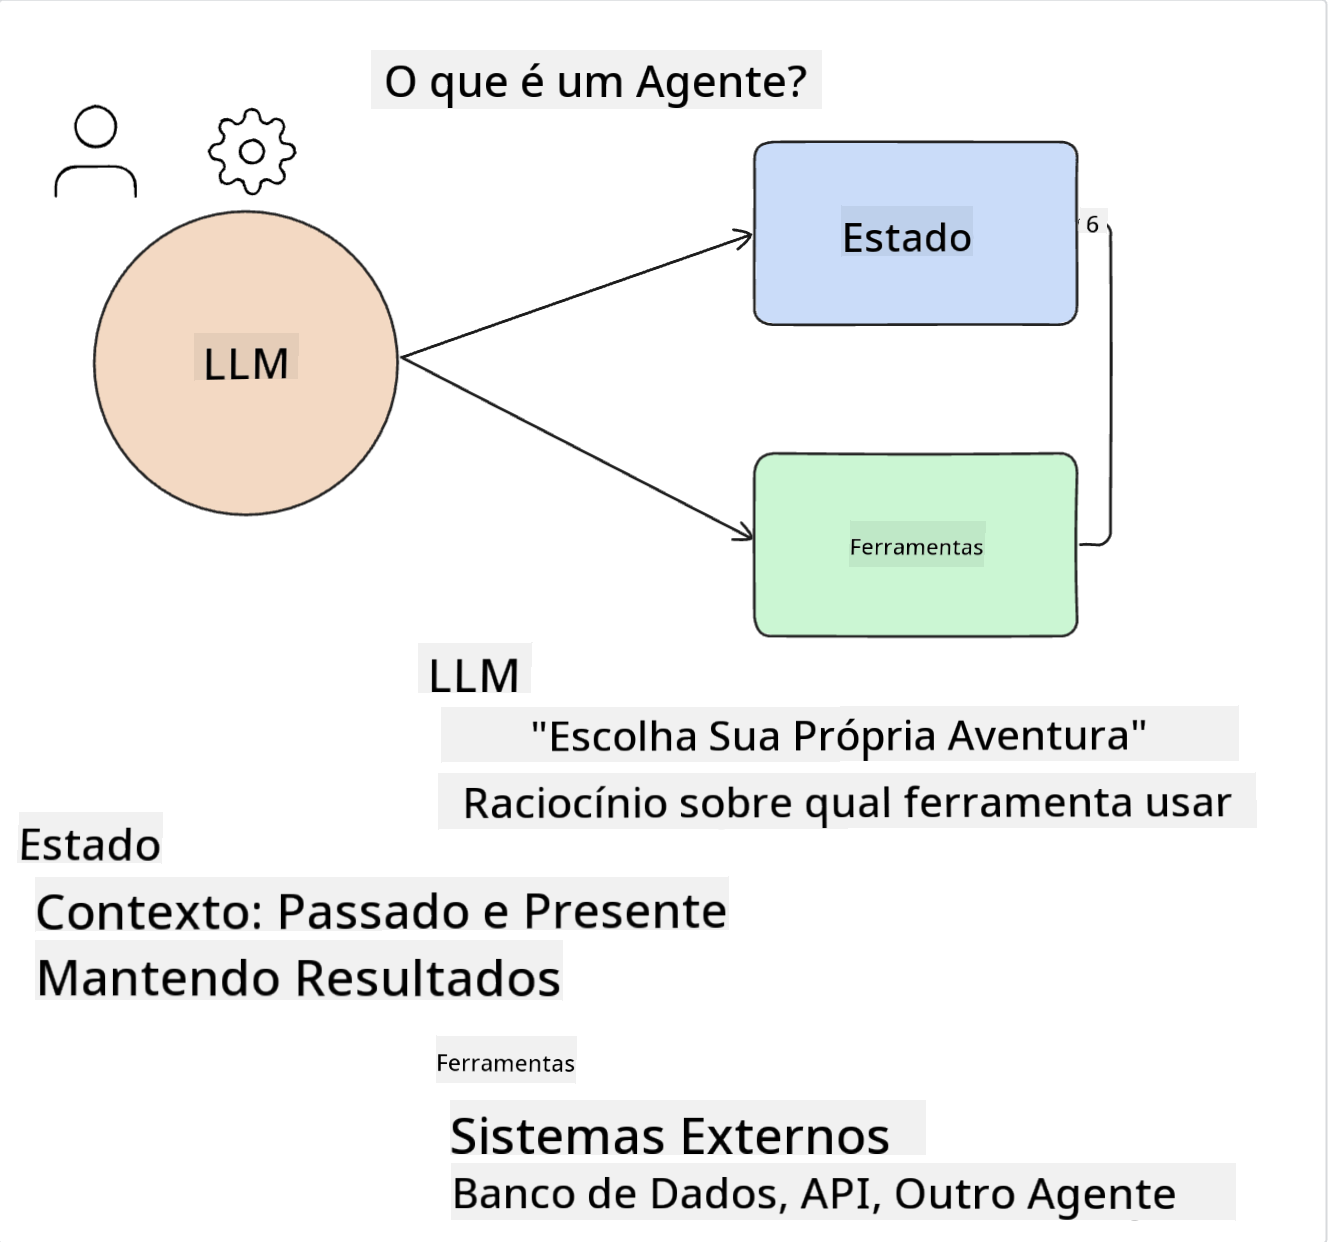 O que é um Agente?
Estado
6
LLM
Ferramentas
LLM
"Escolha Sua Própria Aventura"
Raciocínio sobre qual ferramenta usar
Estado
Contexto: Passado e Presente
Mantendo Resultados
Ferramentas
Sistemas Externos
Banco de Dados, API, Outro Agente